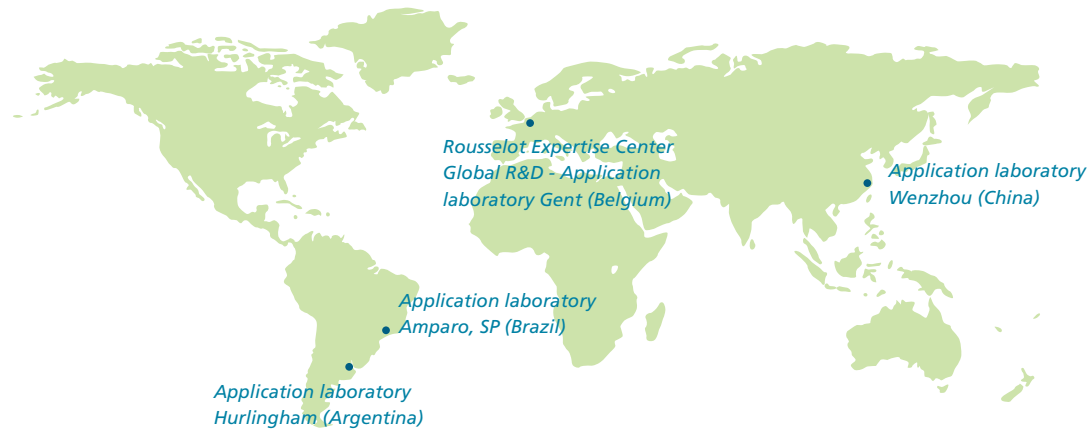 Rousselot Expertise Center
Global R&D - Application
laboratory Gent (Belgium)
Application laboratory
Wenzhou (China)
Application laboratory
Amparo, SP (Brazil)
Application laboratory
Hurlingham (Argentina)